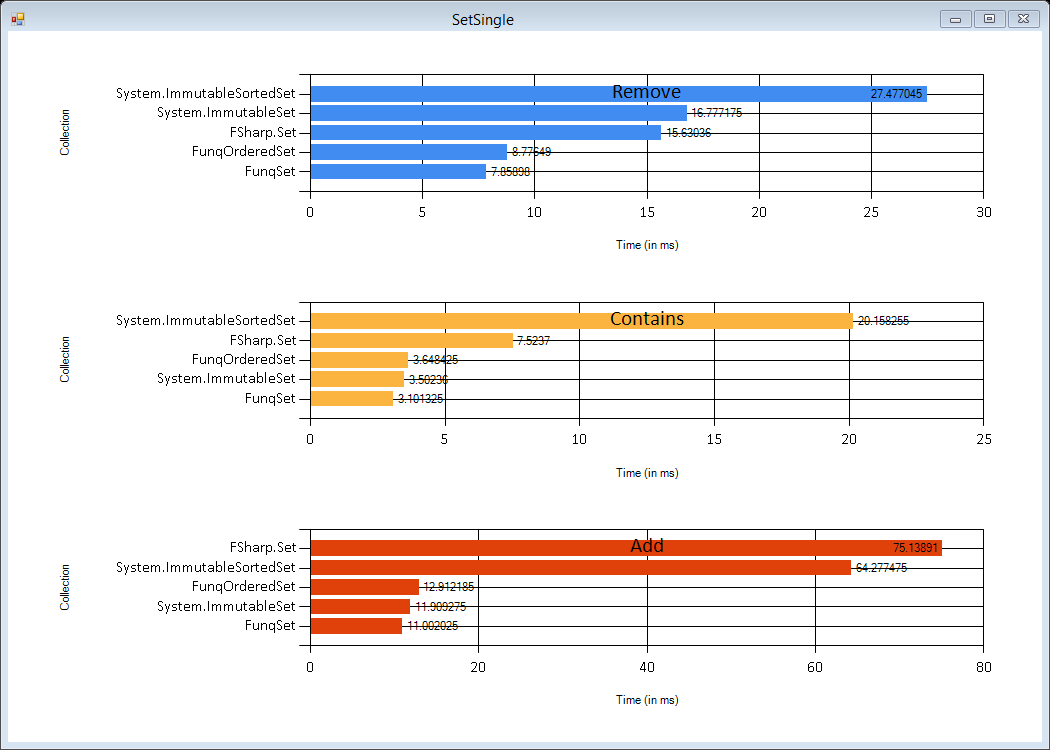 SetSingle
Remove
Collection
System.ImmutableSortedSet 27.477045
System.ImmutableSet 16.777175
FSharp.Set 15.63036
FunqOrderedSet 8.77649
FunqSet 7.85898
0 5 10 15 20 25 30
Time (in ms)
Contains
Collection
System.ImmutableSortedSet 20.158255
FSharp.Set 7.5237
FunqOrderedSet 3.648425
System.ImmutableSet 3.50236
FunqSet 3.101325
0 5 10 15 20 25
Time (in ms)
Add
Collection
FSharp.Set 75.13891
System.ImmutableSortedSet 64.277475
FunqOrderedSet 12.912185
System.ImmutableSet 11.909275
FunqSet 11.002025
0 20 40 60 80
Time (in ms)